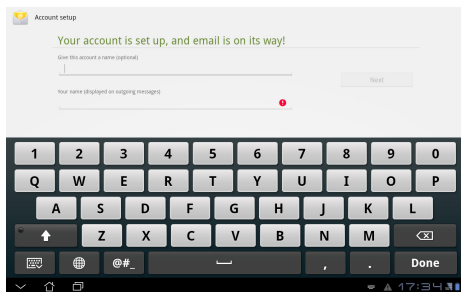 Account setup
Your account is set up, and email is on its way!
Give this account a name (optional)
Next
Your name (displayed on outgoing messages)
1 2 3 4 5 6 7 8 9 0
Q W E R T Y U I O P
A S D F G H J K L
Z X C V B N M
@#_ , . Done
17:34